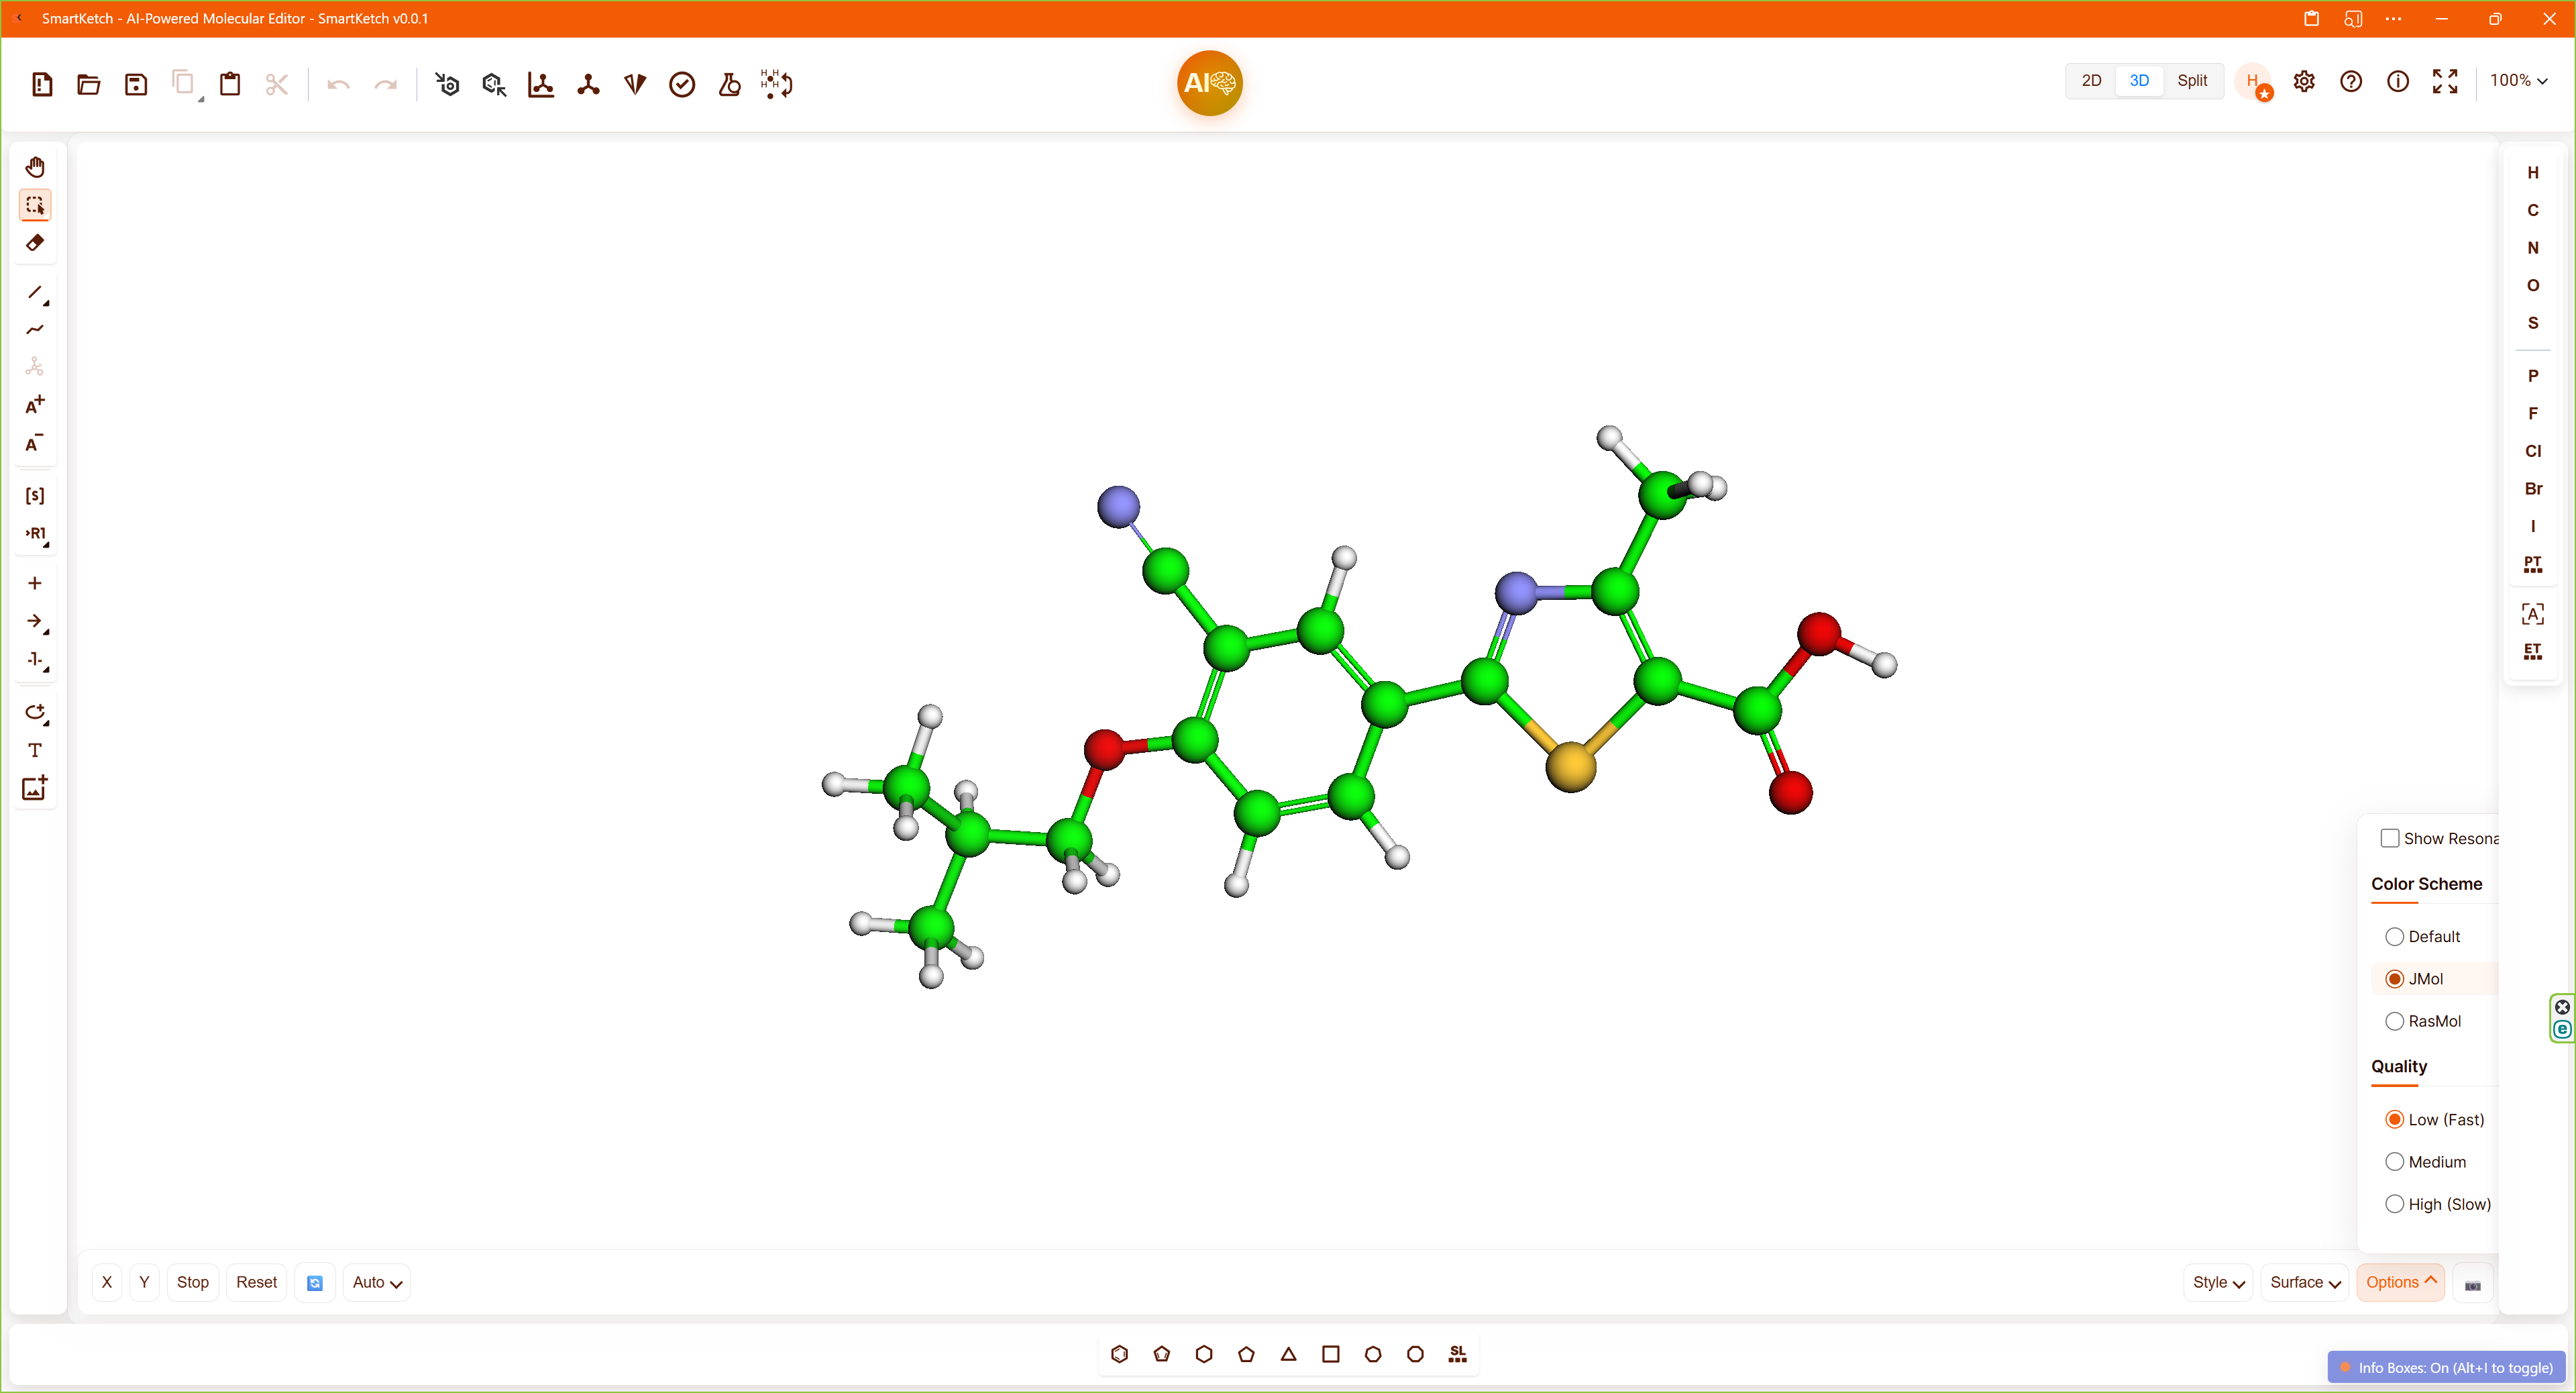 SmartKetch - AI-Powered Molecular Editor - SmartKetch v0.0.1
AI
2D 3D Split
H
100%
H
C
N
O
S
P
F
Cl
Br
I
PT
[A]
ET
A+
A-
[S]
›R1
T
Show Resona
Color Scheme
Default
JMol
RasMol
Quality
Low (Fast)
Medium
High (Slow)
X Y Stop Reset Auto
Style Surface Options
SL
Info Boxes: On (Alt+I to toggle)